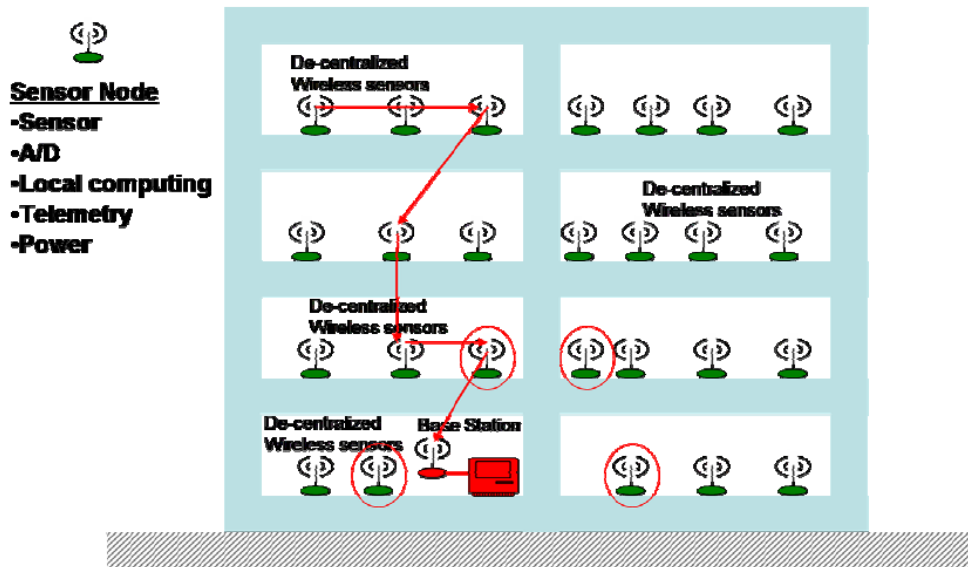 Sensor Node
•Sensor
•A/D
•Local computing
•Telemetry
•Power
De-centralized
Wireless sensors
De-centralized
Wireless sensors
De-centralized
Wireless sensors
De-centralized
Wireless sensors
Base Station